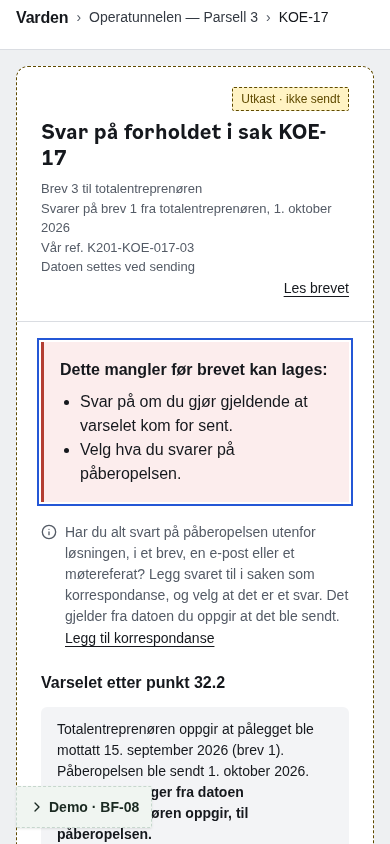 Varden › Operatunnelen — Parsell 3 › KOE-17
Utkast · ikke sendt
Svar på forholdet i sak KOE-
17
Brev 3 til totalentreprenøren
Svarer på brev 1 fra totalentreprenøren, 1. oktober
2026
Vår ref. K201-KOE-017-03
Datoen settes ved sending
Les brevet
Dette mangler før brevet kan lages:
• Svar på om du gjør gjeldende at
varselet kom for sent.
• Velg hva du svarer på
påberopelsen.
Har du alt svart på påberopelsen utenfor
løsningen, i et brev, en e-post eller et
møtereferat? Legg svaret til i saken som
korrespondanse, og velg at det er et svar. Det
gjelder fra datoen du oppgir at det ble sendt.
Legg til korrespondanse
Varselet etter punkt 32.2
Totalentreprenøren oppgir at pålegget ble
mottatt 15. september 2026 (brev 1).
Påberopelsen ble sendt 1. oktober 2026.
fra datoen
oppgir, til
påberopelsen.
Demo · BF-08